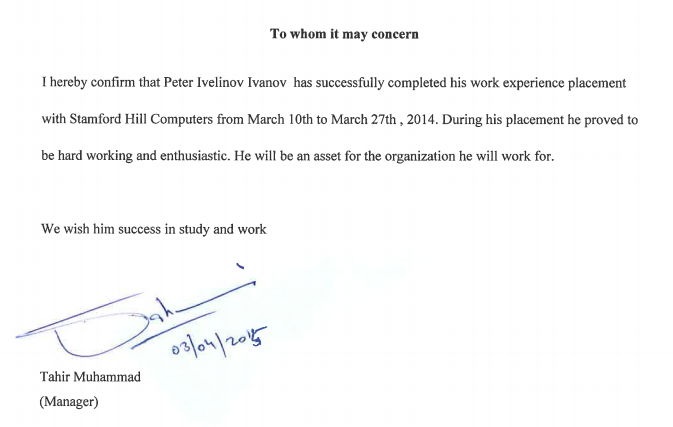 To whom it may concern
I hereby confirm that Peter Ivelinov Ivanov has successfully completed his work experience placement
with Stamford Hill Computers from March 10th to March 27th , 2014. During his placement he proved to
be hard working and enthusiastic. He will be an asset for the organization he will work for.
We wish him success in study and work
03/04/2015
Tahir Muhammad
(Manager)